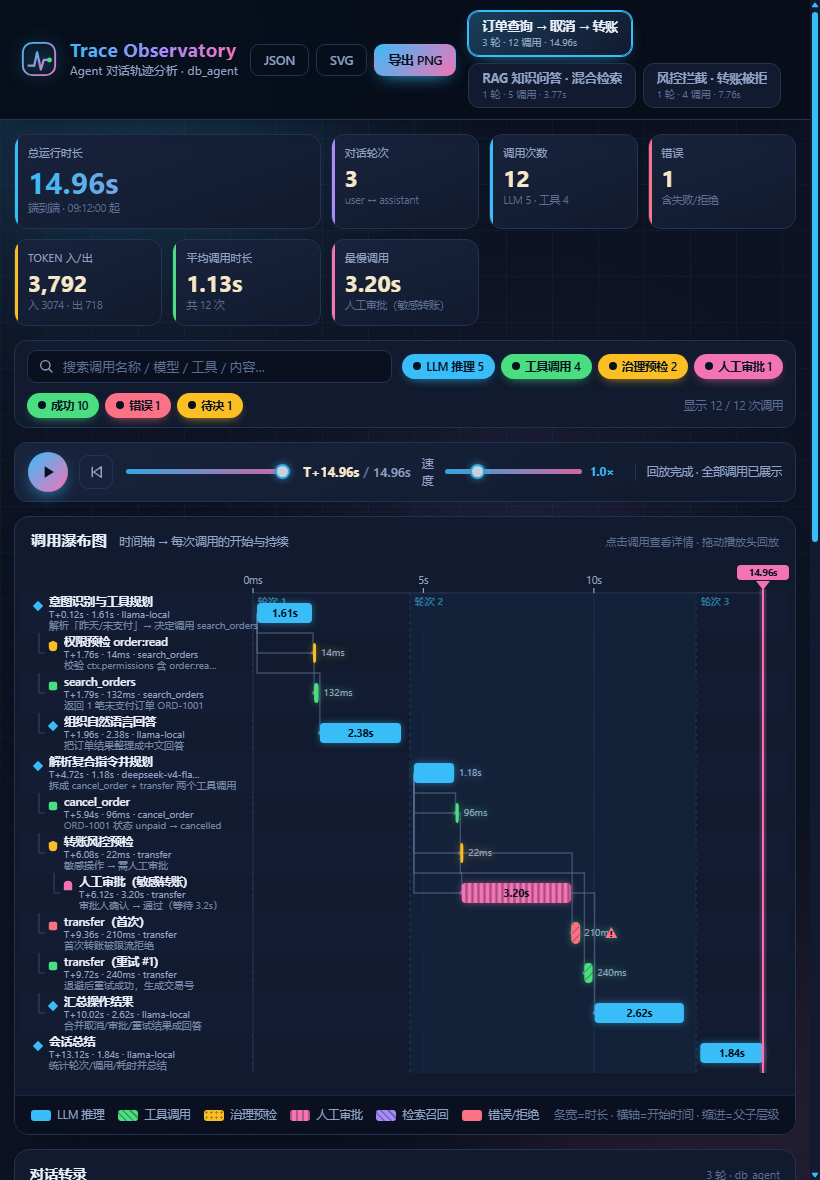 Trace Observatory
Agent 对话轨迹分析 · db_agent
JSON
SVG
导出 PNG
订单查询 → 取消 → 转账
3 轮 · 12 调用 · 14.96s
RAG 知识问答 · 混合检索
1 轮 · 5 调用 · 3.77s
风控拦截 · 转账被拒
1 轮 · 4 调用 · 7.76s
总运行时长
14.96s
端到端 · 09:12:00 起
对话轮次
3
user ↔ assistant
调用次数
12
LLM 5 · 工具 4
错误
1
含失败/拒绝
TOKEN 入/出
3,792
入 3074 · 出 718
平均调用时长
1.13s
共 12 次
最慢调用
3.20s
人工审批（敏感转账）
搜索调用名称 / 模型 / 工具 / 内容...
LLM 推理 5
工具调用 4
治理预检 2
人工审批 1
成功 10
错误 1
待决 1
显示 12 / 12 次调用
T+14.96s / 14.96s
速度
1.0×
回放完成 · 全部调用已展示
调用瀑布图
时间轴 → 每次调用的开始与持续
点击调用查看详情 · 拖动播放头回放
14.96s
0ms
5s
10s
轮次 1
轮次 2
轮次 3
意图识别与工具规划
T+0.12s · 1.61s · llama-local
解析「昨天/未支付」→ 决定调用 search_orders
1.61s
权限预检 order:read
T+1.76s · 14ms · search_orders
校验 ctx.permissions 含 order:rea...
14ms
search_orders
T+1.79s · 132ms · search_orders
返回 1 笔未支付订单 ORD-1001
132ms
组织自然语言回答
T+1.96s · 2.38s · llama-local
把订单结果整理成中文回答
2.38s
解析复合指令并规划
T+4.72s · 1.18s · deepseek-v4-fla...
拆成 cancel_order + transfer 两个工具调用
1.18s
cancel_order
T+5.94s · 96ms · cancel_order
ORD-1001 状态 unpaid → cancelled
96ms
转账风控预检
T+6.08s · 22ms · transfer
敏感操作 → 需人工审批
22ms
人工审批（敏感转账）
T+6.12s · 3.20s · transfer
审批人确认 → 通过（等待 3.2s）
3.20s
transfer（首次）
T+9.36s · 210ms · transfer
首次转账被限流拒绝
210ms
transfer（重试 #1）
T+9.72s · 240ms · transfer
退避后重试成功，生成交易号
240ms
汇总操作结果
T+10.02s · 2.62s · llama-local
合并取消/审批/重试结果成回答
2.62s
会话总结
T+13.12s · 1.84s · llama-local
统计轮次/调用/耗时并总结
1.84s
LLM 推理
工具调用
治理预检
人工审批
检索召回
错误/拒绝
条宽=时长 · 横轴=开始时间 · 缩进=父子层级
对话转录
3 轮 · db_agent